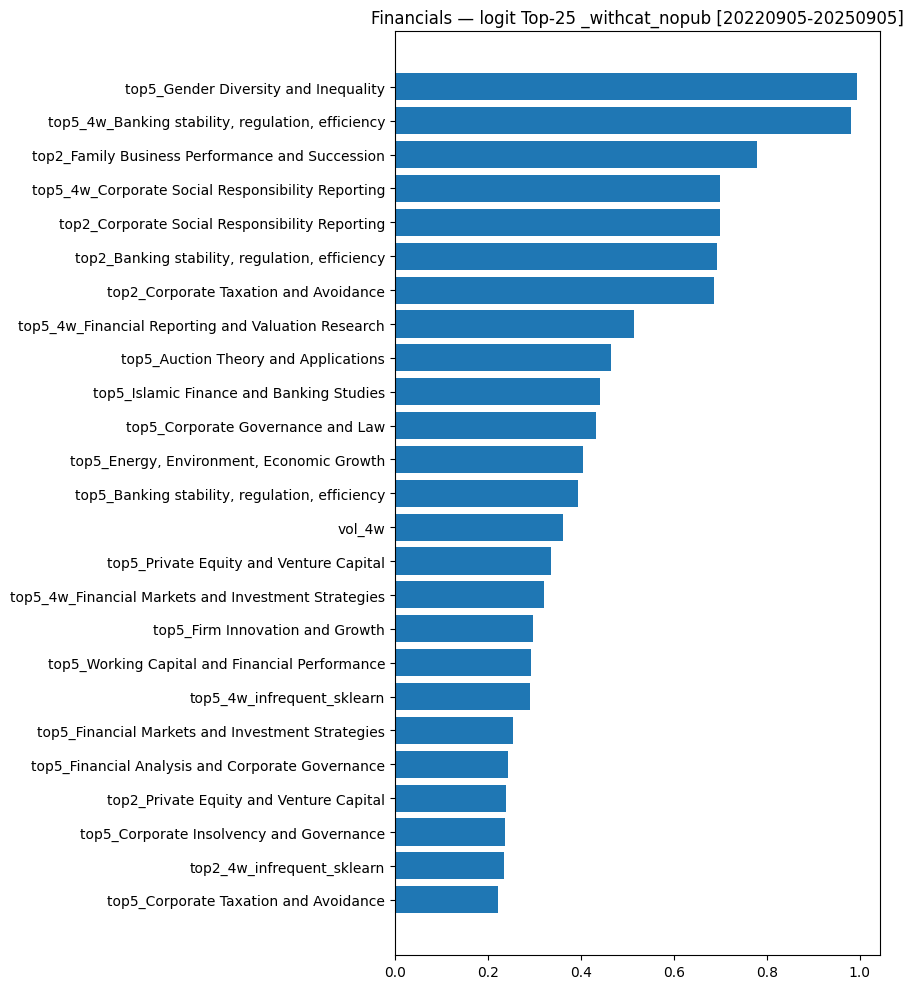 Financials — logit Top-25 _withcat_nopub [20220905-20250905]
top5_Gender Diversity and Inequality
top5_4w_Banking stability, regulation, efficiency
top2_Family Business Performance and Succession
top5_4w_Corporate Social Responsibility Reporting
top2_Corporate Social Responsibility Reporting
top2_Banking stability, regulation, efficiency
top2_Corporate Taxation and Avoidance
top5_4w_Financial Reporting and Valuation Research
top5_Auction Theory and Applications
top5_Islamic Finance and Banking Studies
top5_Corporate Governance and Law
top5_Energy, Environment, Economic Growth
top5_Banking stability, regulation, efficiency
vol_4w
top5_Private Equity and Venture Capital
top5_4w_Financial Markets and Investment Strategies
top5_Firm Innovation and Growth
top5_Working Capital and Financial Performance
top5_4w_infrequent_sklearn
top5_Financial Markets and Investment Strategies
top5_Financial Analysis and Corporate Governance
top2_Private Equity and Venture Capital
top5_Corporate Insolvency and Governance
top2_4w_infrequent_sklearn
top5_Corporate Taxation and Avoidance
0.0 0.2 0.4 0.6 0.8 1.0